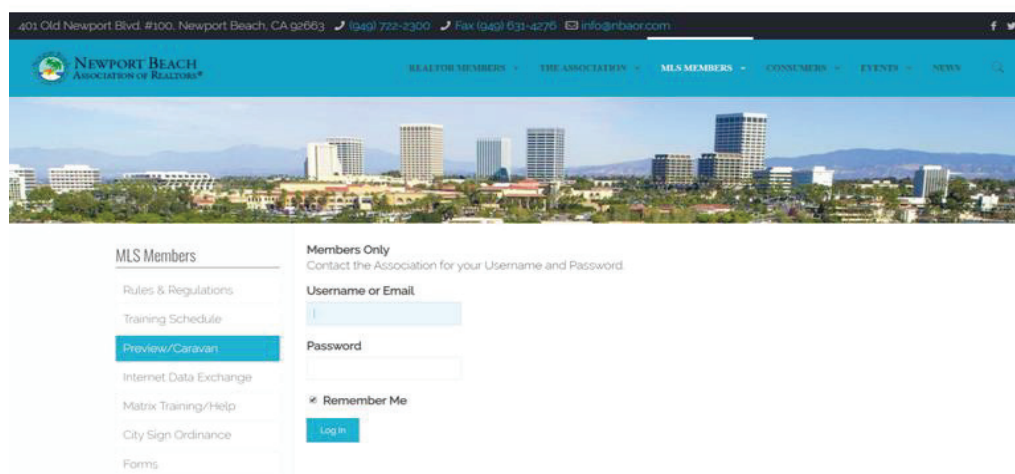 401 Old Newport Blvd. #100, Newport Beach, CA 92663 (949) 722-2300 Fax (949) 631-4276 info@nbaor.com
NEWPORT BEACH
ASSOCIATION OF REALTORS®
REALTOR MEMBERS THE ASSOCIATION MLS MEMBERS CONSUMERS EVENTS NEWS
MLS Members
Rules & Regulations
Training Schedule
Preview/Caravan
Internet Data Exchange
Matrix Training/Help
City Sign Ordinance
Forms
Members Only
Contact the Association for your Username and Password.
Username or Email
Password
Remember Me
Log In